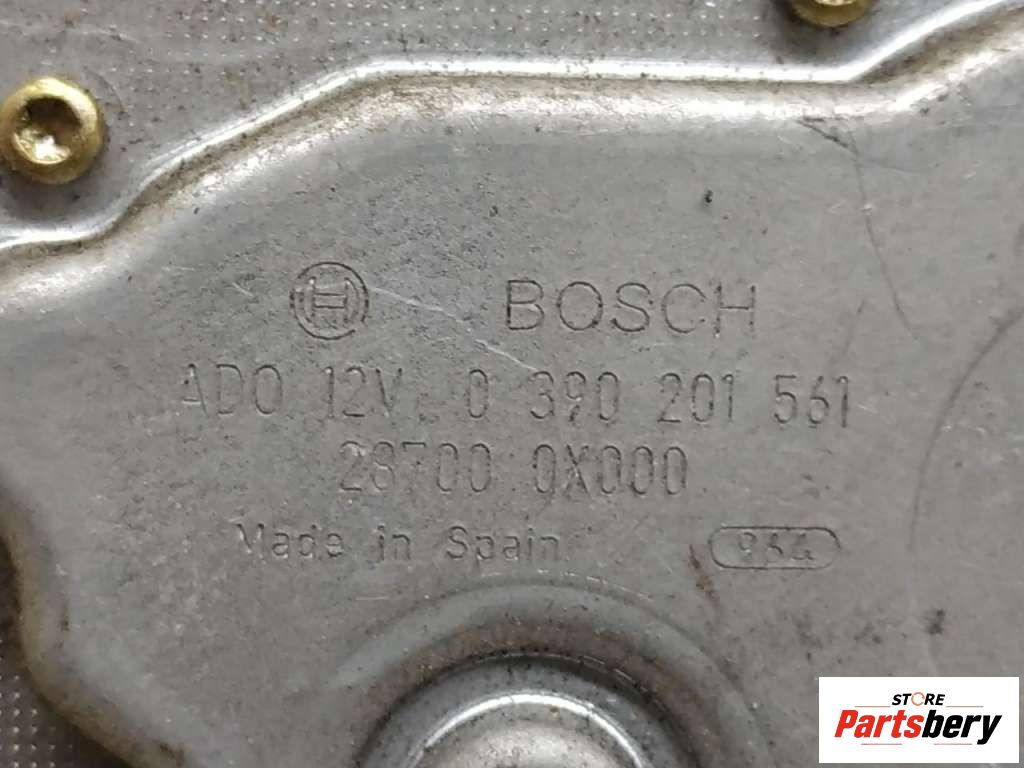 BOSCH
ADO 12V 0 390 201 561
28700 0X000
Made in Spain 964
STORE
Partsbery